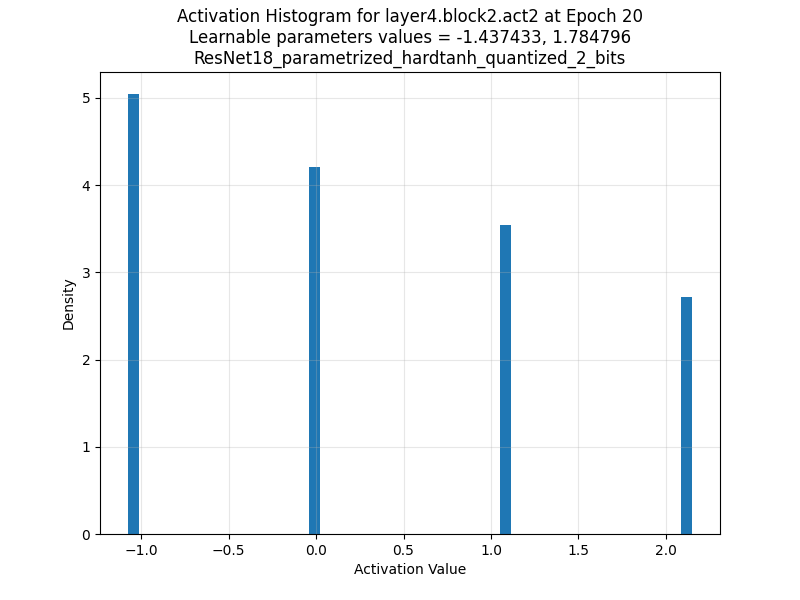 Activation Histogram for layer4.block2.act2 at Epoch 20
Learnable parameters values = -1.437433, 1.784796
ResNet18_parametrized_hardtanh_quantized_2_bits
5
4
3
2
1
0
Density
−1.0 −0.5 0.0 0.5 1.0 1.5 2.0
Activation Value